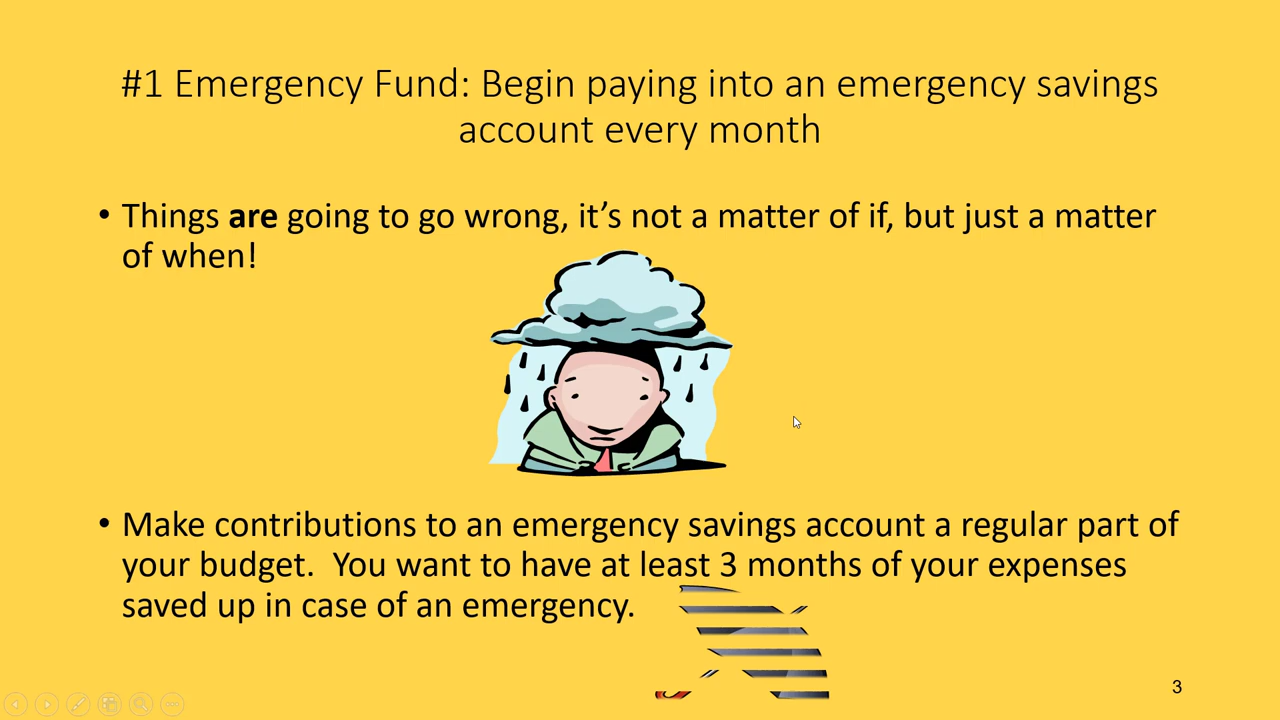 #1 Emergency Fund: Begin paying into an emergency savings
account every month
• Things are going to go wrong, it’s not a matter of if, but just a matter
of when!
• Make contributions to an emergency savings account a regular part of
your budget.  You want to have at least 3 months of your expenses
saved up in case of an emergency.
3